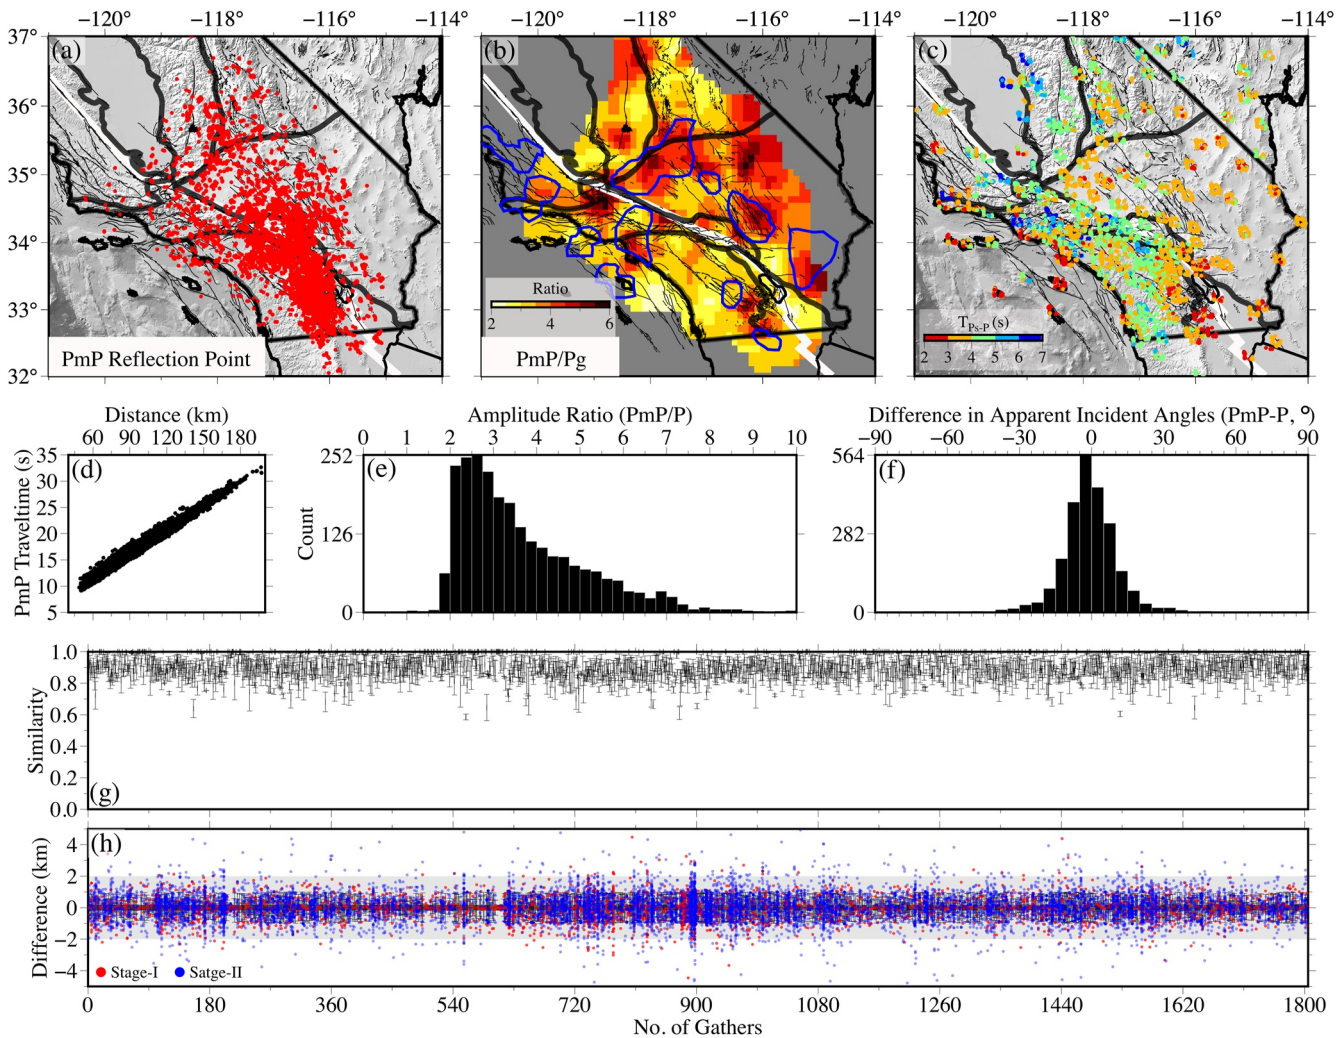 −120° −118° −116° −114° −120° −118° −116° −114° −120° −118° −116° −114°
37° (a) (b) (c)
36°
35°
34°
33°
32°
PmP Reflection Point
Ratio
2 4 6
PmP/Pg
T_Ps-P (s)
2 3 4 5 6 7
Distance (km)
60 90 120 150 180
PmP Traveltime (s)
35
30
25
20
15
10
5
(d)
Amplitude Ratio (PmP/P)
0 1 2 3 4 5 6 7 8 9 10
Count
252
126
0
(e)
Difference in Apparent Incident Angles (PmP-P, °)
−90 −60 −30 0 30 60 90
564
282
0
(f)
Similarity
1.0
0.8
0.6
0.4
0.2
0.0
(g)
Difference (km)
4
2
0
−2
−4
(h)
Stage-I Satge-II
0 180 360 540 720 900 1080 1260 1440 1620 1800
No. of Gathers